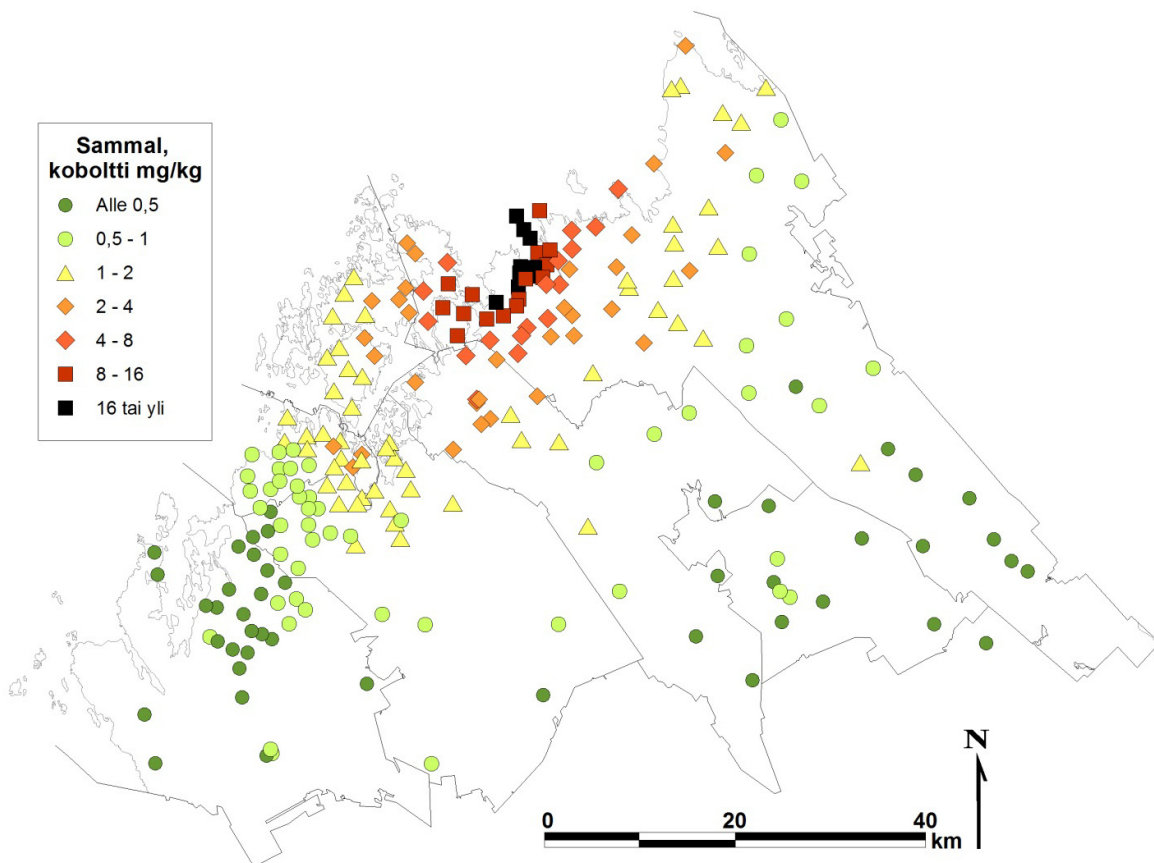 Sammal,
koboltti mg/kg
Alle 0,5
0,5 - 1
1 - 2
2 - 4
4 - 8
8 - 16
16 tai yli
N
0 20 40
km